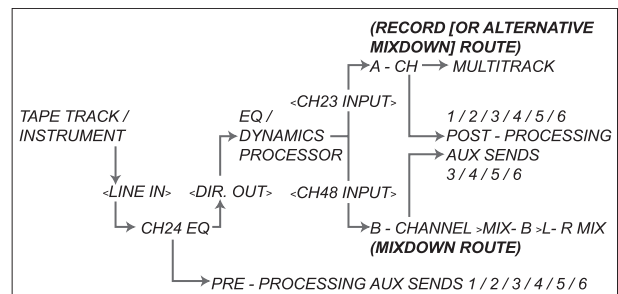 (RECORD [OR ALTERNATIVE
MIXDOWN] ROUTE)
A - CH
MULTITRACK
<CH23 INPUT>
TAPE TRACK /
INSTRUMENT
EQ /
DYNAMICS
PROCESSOR
1 / 2 / 3 / 4 / 5 / 6
POST - PROCESSING
AUX SENDS
3 / 4 / 5 / 6
<LINE IN>
<DIR. OUT>
<CH48 INPUT>
CH24 EQ
B - CHANNEL >MIX- B >L- R MIX
(MIXDOWN ROUTE)
PRE - PROCESSING AUX SENDS 1 / 2 / 3 / 4 / 5 / 6